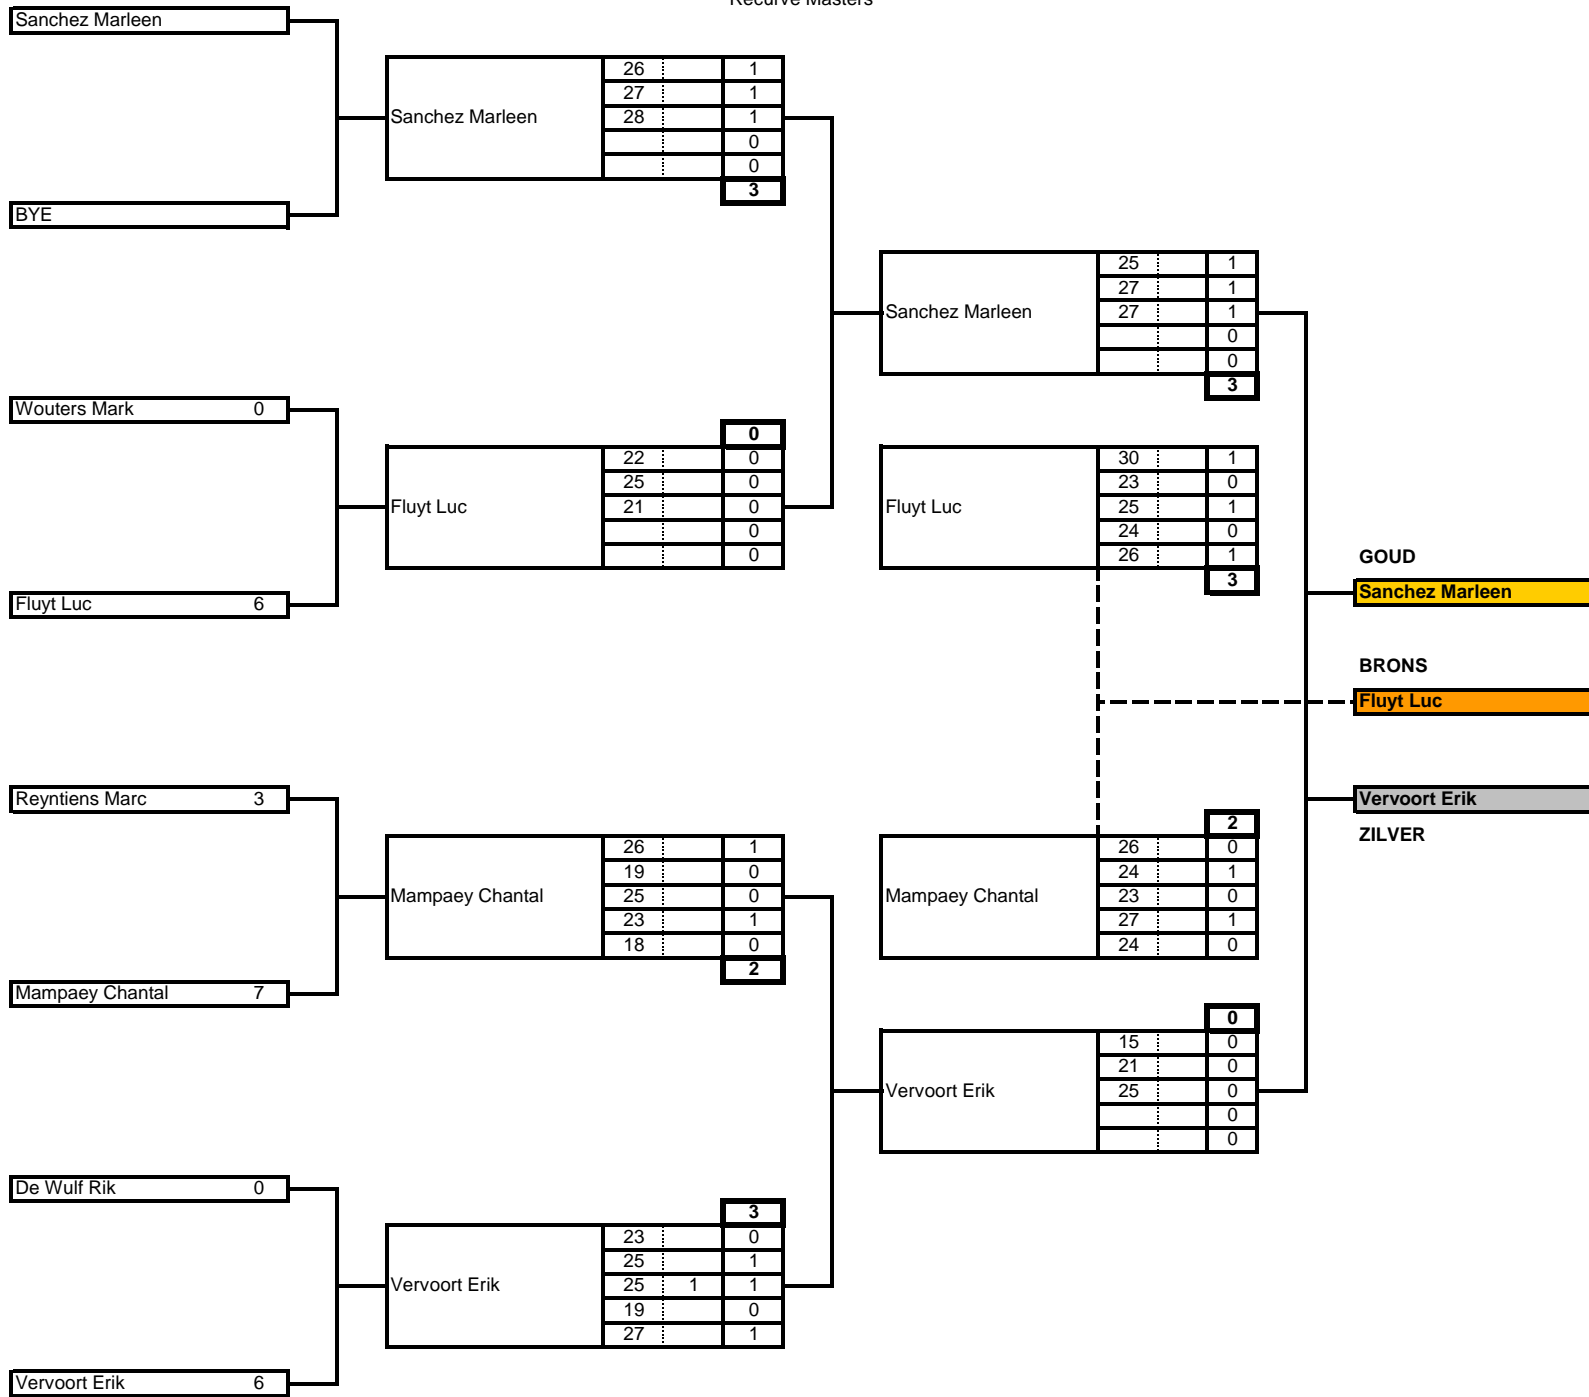 Recurve Masters
Sanchez Marleen
26 1
27 1
Sanchez Marleen 28 1
0
0
3
BYE
25 1
27 1
Sanchez Marleen 27 1
0
0
3
Wouters Mark 0
0
22 0
25 0
Fluyt Luc 21 0
0
0
30 1
23 0
Fluyt Luc 25 1
24 0
26 1
3
Fluyt Luc 6
GOUD
Sanchez Marleen
BRONS
Fluyt Luc
Vervoort Erik
ZILVER
Reyntiens Marc 3
26 1
19 0
Mampaey Chantal 25 0
23 1
18 0
2
2
26 0
24 1
Mampaey Chantal 23 0
27 1
24 0
Mampaey Chantal 7
0
15 0
21 0
Vervoort Erik 25 0
0
0
De Wulf Rik 0
3
23 0
25 1
Vervoort Erik 25 1 1
19 0
27 1
Vervoort Erik 6